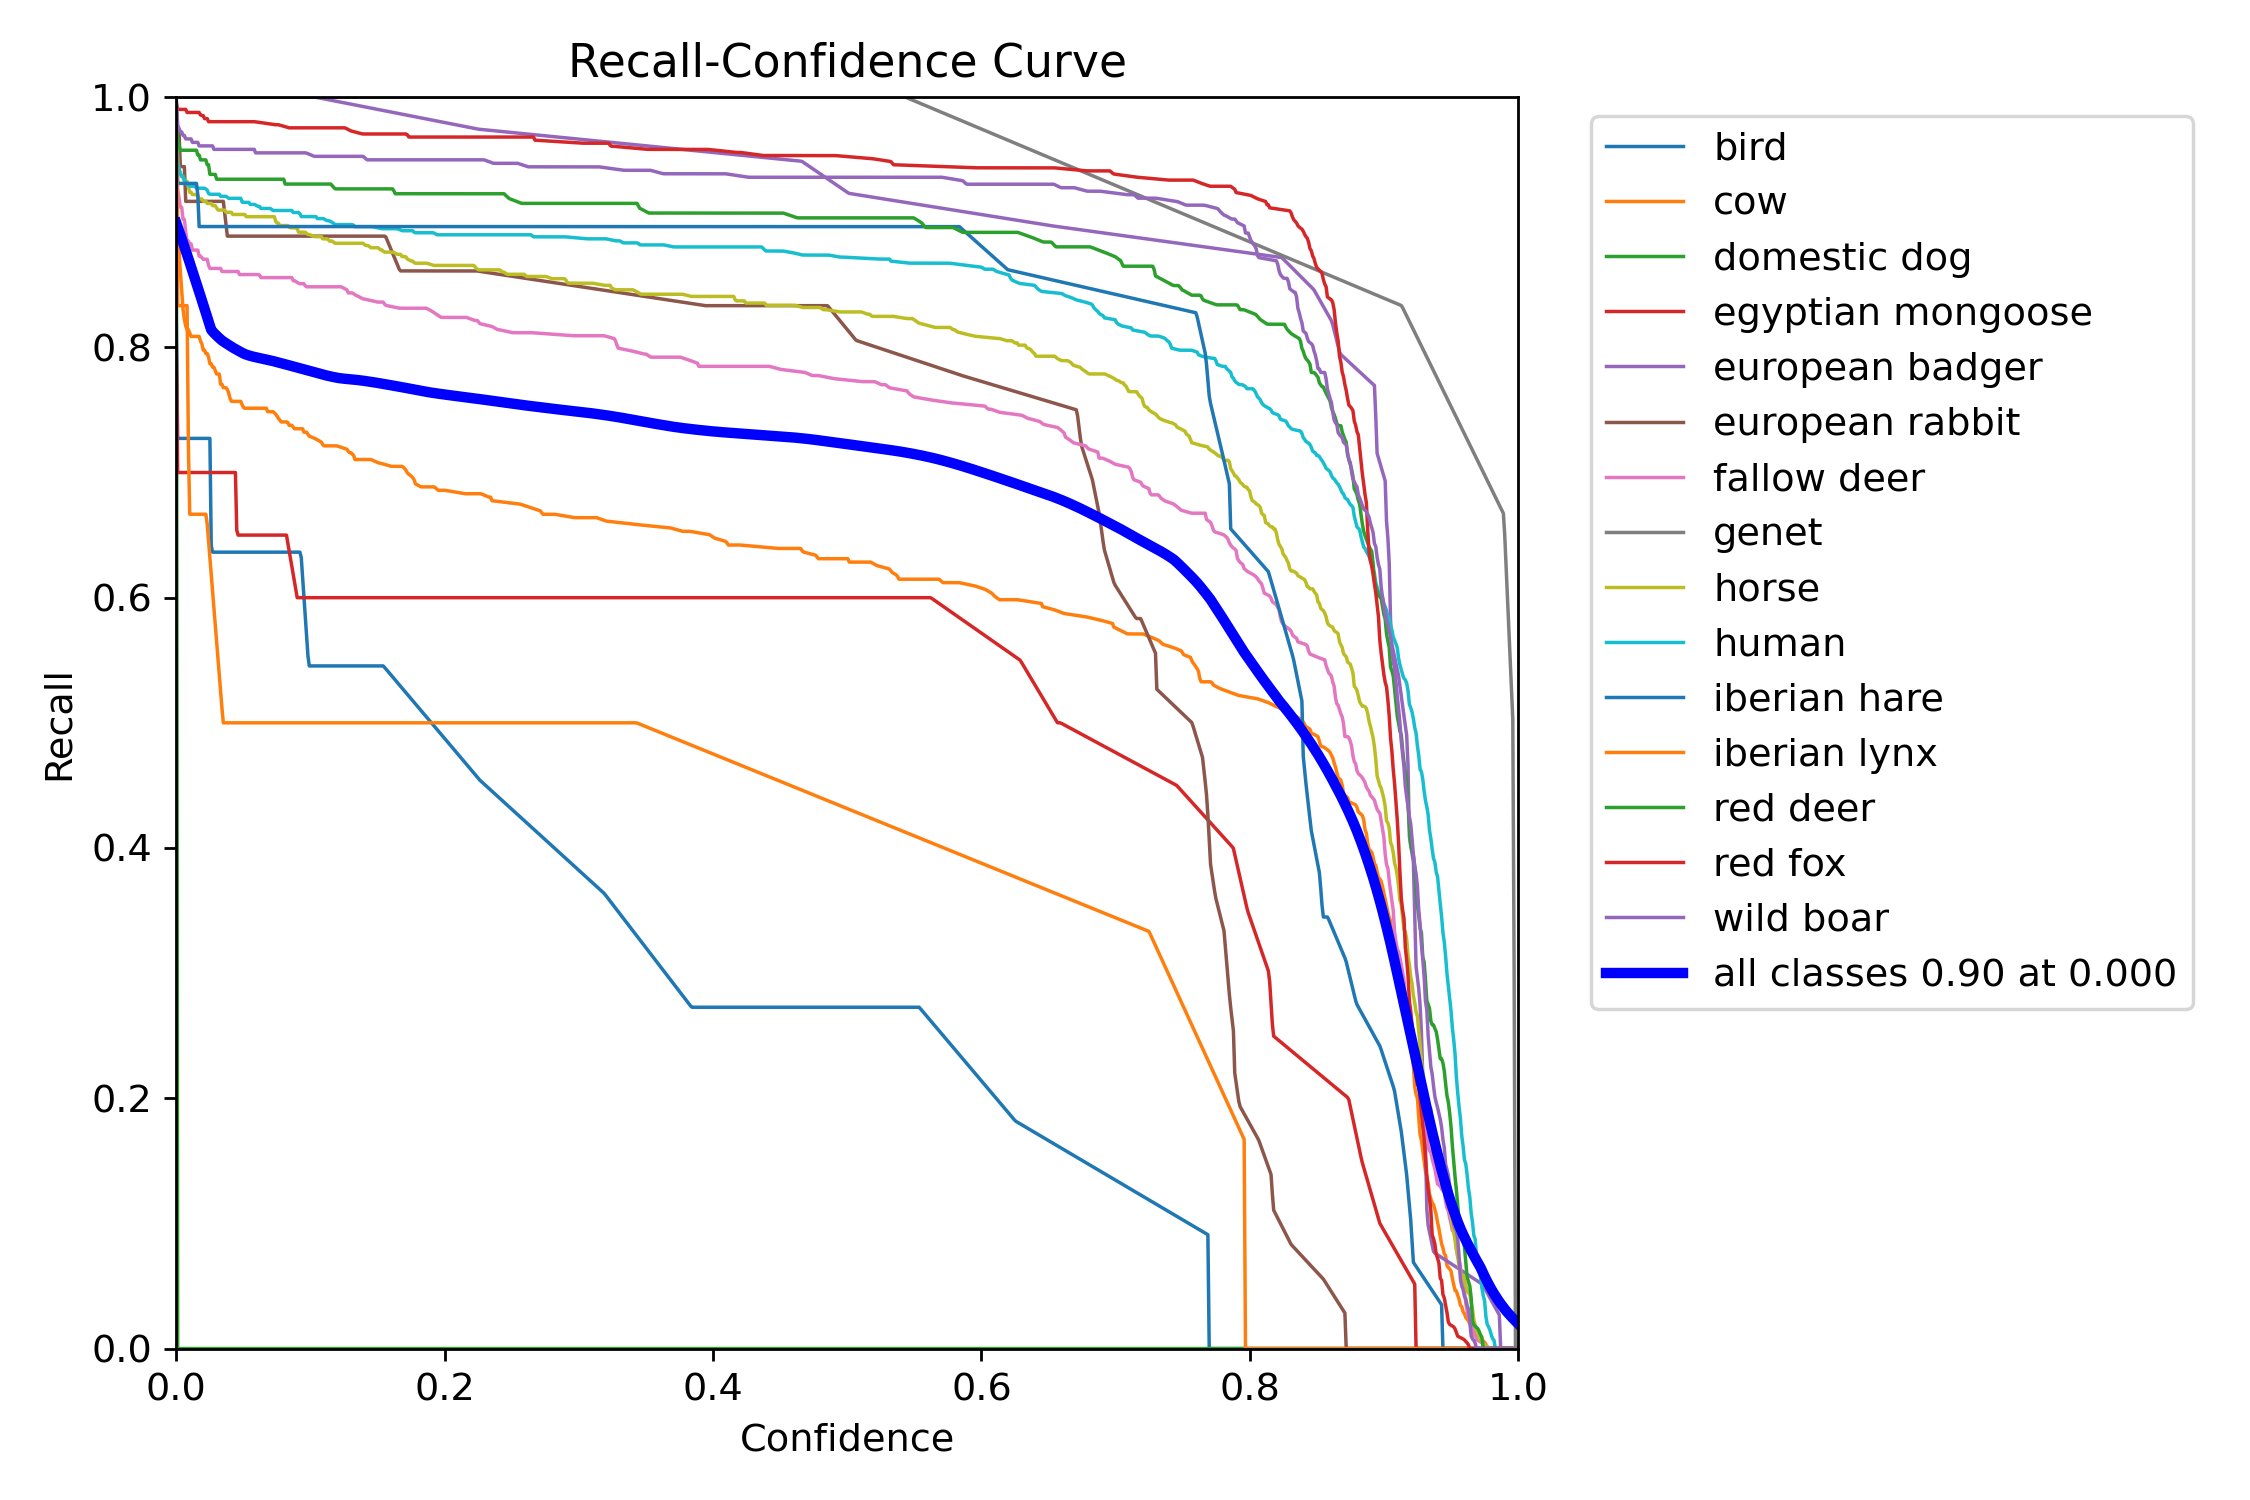 Recall-Confidence Curve
1.0
0.8
0.6
0.4
0.2
0.0
Recall
0.0 0.2 0.4 0.6 0.8 1.0
Confidence
bird
cow
domestic dog
egyptian mongoose
european badger
european rabbit
fallow deer
genet
horse
human
iberian hare
iberian lynx
red deer
red fox
wild boar
all classes 0.90 at 0.000